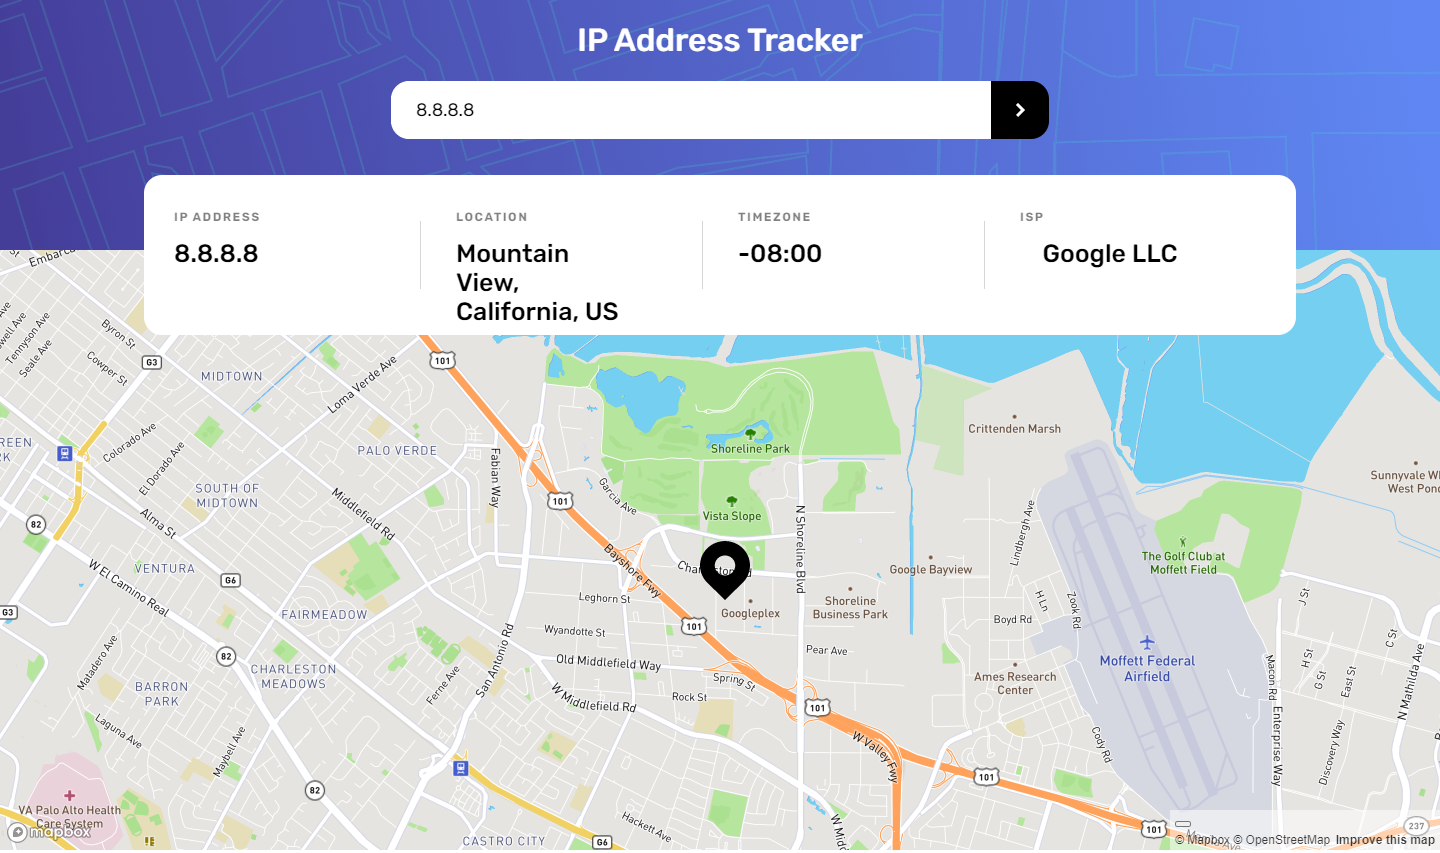 IP Address Tracker
8.8.8.8
IP ADDRESS
LOCATION
TIMEZONE
ISP
8.8.8.8
Mountain
View,
California, US
-08:00
Google LLC
Embarca
Byron St
Tennyson Ave
Seale Ave
Cowper St
G3
MIDTOWN
Loma Verde Ave
101
Shoreline Park
Crittenden Marsh
REEN
RK
Colorado Ave
El Dorado Ave
PALO VERDE
Fabian Way
Garcia Ave
Sunnyvale W
West Pond
SOUTH OF
MIDTOWN
Middlefield Rd
101
Vista Slope
N Shoreline Blvd
Lindbergh Ave
82
Alma St
The Golf Club at
Moffett Field
VENTURA
G6
Bayshore Fwy
Google Bayview
W El Camino Real
Leghorn St
Googleplex
Shoreline
Business Park
H Ln
Zook Rd
J St
G3
FAIRMEADOW
101
Boyd Rd
Wyandotte St
Pear Ave
C St
82
Matadero Ave
CHARLESTON
MEADOWS
San Antonio Rd
Old Middlefield Way
Moffett Federal
Airfield
H St
G St
East St
Macon Rd
N Mathilda Ave
BARRON
PARK
Ferne Ave
Spring St
Rock St
W Middlefield Rd
Ames Research
Center
Laguna Ave
Maybell Ave
101
W Valley Fwy
Cody Rd
Enterprise Way
Discovery Way
82
101
VA Palo Alto Health
Care System
mapbox
CASTRO CITY
Hackett Ave
G6
W Midd
101
237
© Mapbox © OpenStreetMap Improve this map